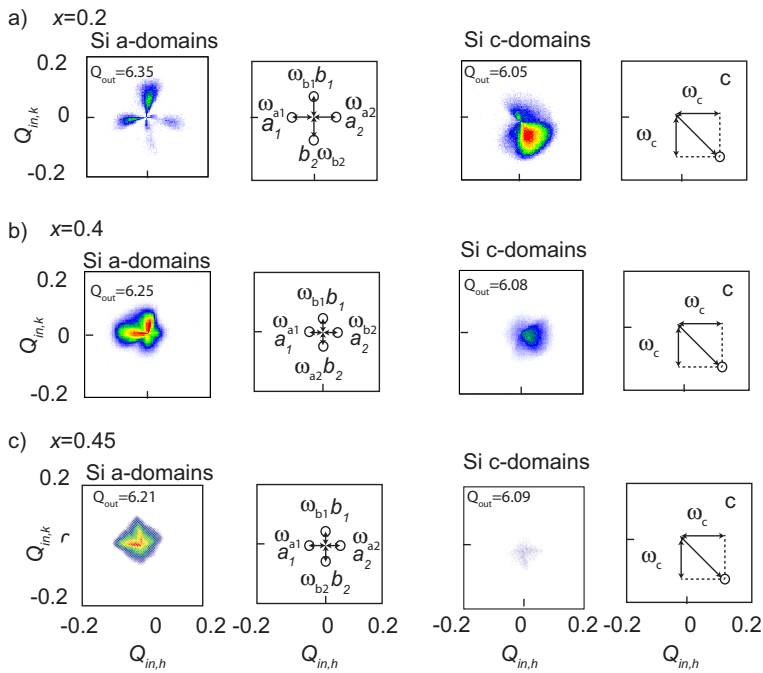 a) x=0.2
Si a-domains
Si c-domains
Q_in,k
0.2
0
-0.2
Q_out=6.35
ω_b1 b_1
ω_a1
a_1
ω_a2
a_2
b_2 ω_b2
Q_out=6.05
c
ω_c
ω_c
b) x=0.4
Si a-domains
Si c-domains
Q_in,k
0.2
0
-0.2
Q_out=6.25
ω_b1 b_1
ω_a1
a_1
ω_b2
a_2
ω_a2 b_2
Q_out=6.08
c
ω_c
ω_c
c) x=0.45
Si a-domains
Si c-domains
Q_in,k
0.2
-0.2
Q_out=6.21
ω_b1 b_1
ω_a1
a_1
ω_a2
a_2
ω_b2 b_2
Q_out=6.09
c
ω_c
ω_c
-0.2 0 0.2 -0.2 0 0.2
-0.2 0 0.2 -0.2 0 0.2
Q_in,h
Q_in,h
Q_in,h
Q_in,h